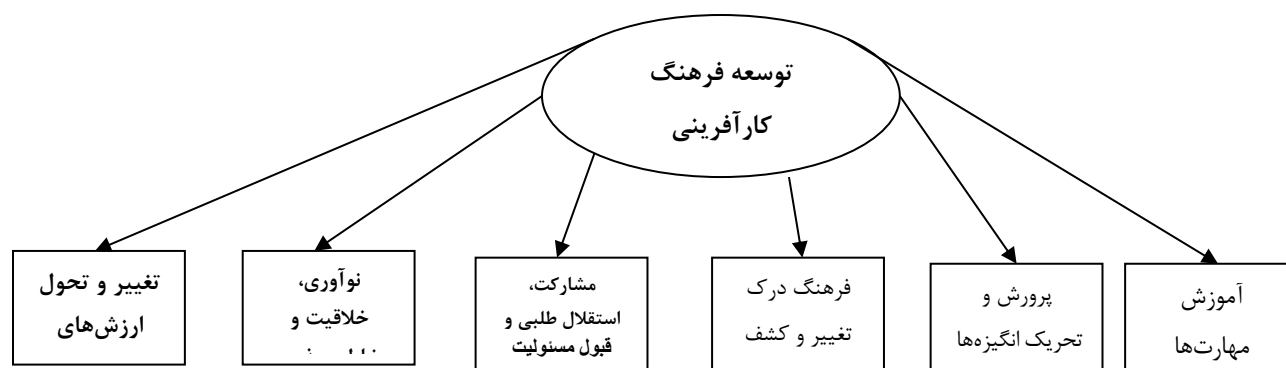 توسعه فرهنگ
کارآفرینی
آموزش
مهارت‌ها
پرورش و
تحریک انگیزه‌ها
فرهنگ درک
تغییر و کشف
مشارکت،
استقلال طلبی و
قبول مسئولیت
نوآوری،
خلاقیت و
تغییر و تحول
ارزش‌های